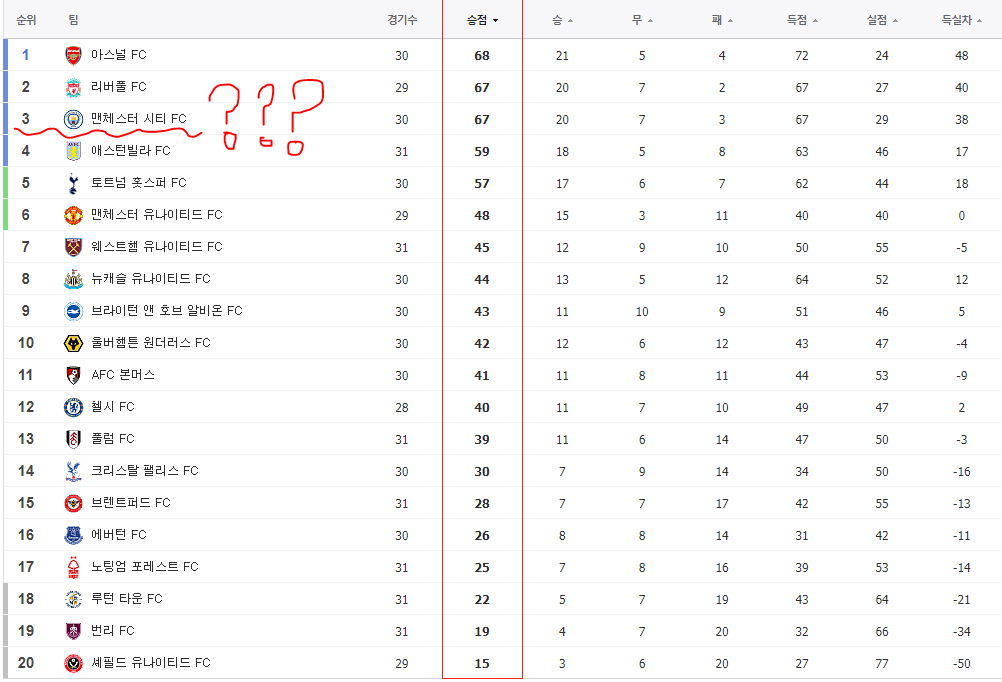 순위 팀 경기수 승점 승 무 패 득점 실점 득실차
1 아스널 FC 30 68 21 5 4 72 24 48
2 리버풀 FC 29 67 20 7 2 67 27 40
3 맨체스터 시티 FC 30 67 20 7 3 67 29 38
???
4 애스턴빌라 FC 31 59 18 5 8 63 46 17
5 토트넘 홋스퍼 FC 30 57 17 6 7 62 44 18
6 맨체스터 유나이티드 FC 29 48 15 3 11 40 40 0
7 웨스트햄 유나이티드 FC 31 45 12 9 10 50 55 -5
8 뉴캐슬 유나이티드 FC 30 44 13 5 12 64 52 12
9 브라이턴 앤 호브 알비온 FC 30 43 11 10 9 51 46 5
10 울버햄튼 원더러스 FC 30 42 12 6 12 43 47 -4
11 AFC 본머스 30 41 11 8 11 44 53 -9
12 첼시 FC 28 40 11 7 10 49 47 2
13 풀럼 FC 31 39 11 6 14 47 50 -3
14 크리스탈 팰리스 FC 30 30 7 9 14 34 50 -16
15 브렌트퍼드 FC 31 28 7 7 17 42 55 -13
16 에버턴 FC 30 26 8 8 14 31 42 -11
17 노팅엄 포레스트 FC 31 25 7 8 16 39 53 -14
18 루턴 타운 FC 31 22 5 7 19 43 64 -21
19 번리 FC 31 19 4 7 20 32 66 -34
20 셰필드 유나이티드 FC 29 15 3 6 20 27 77 -50